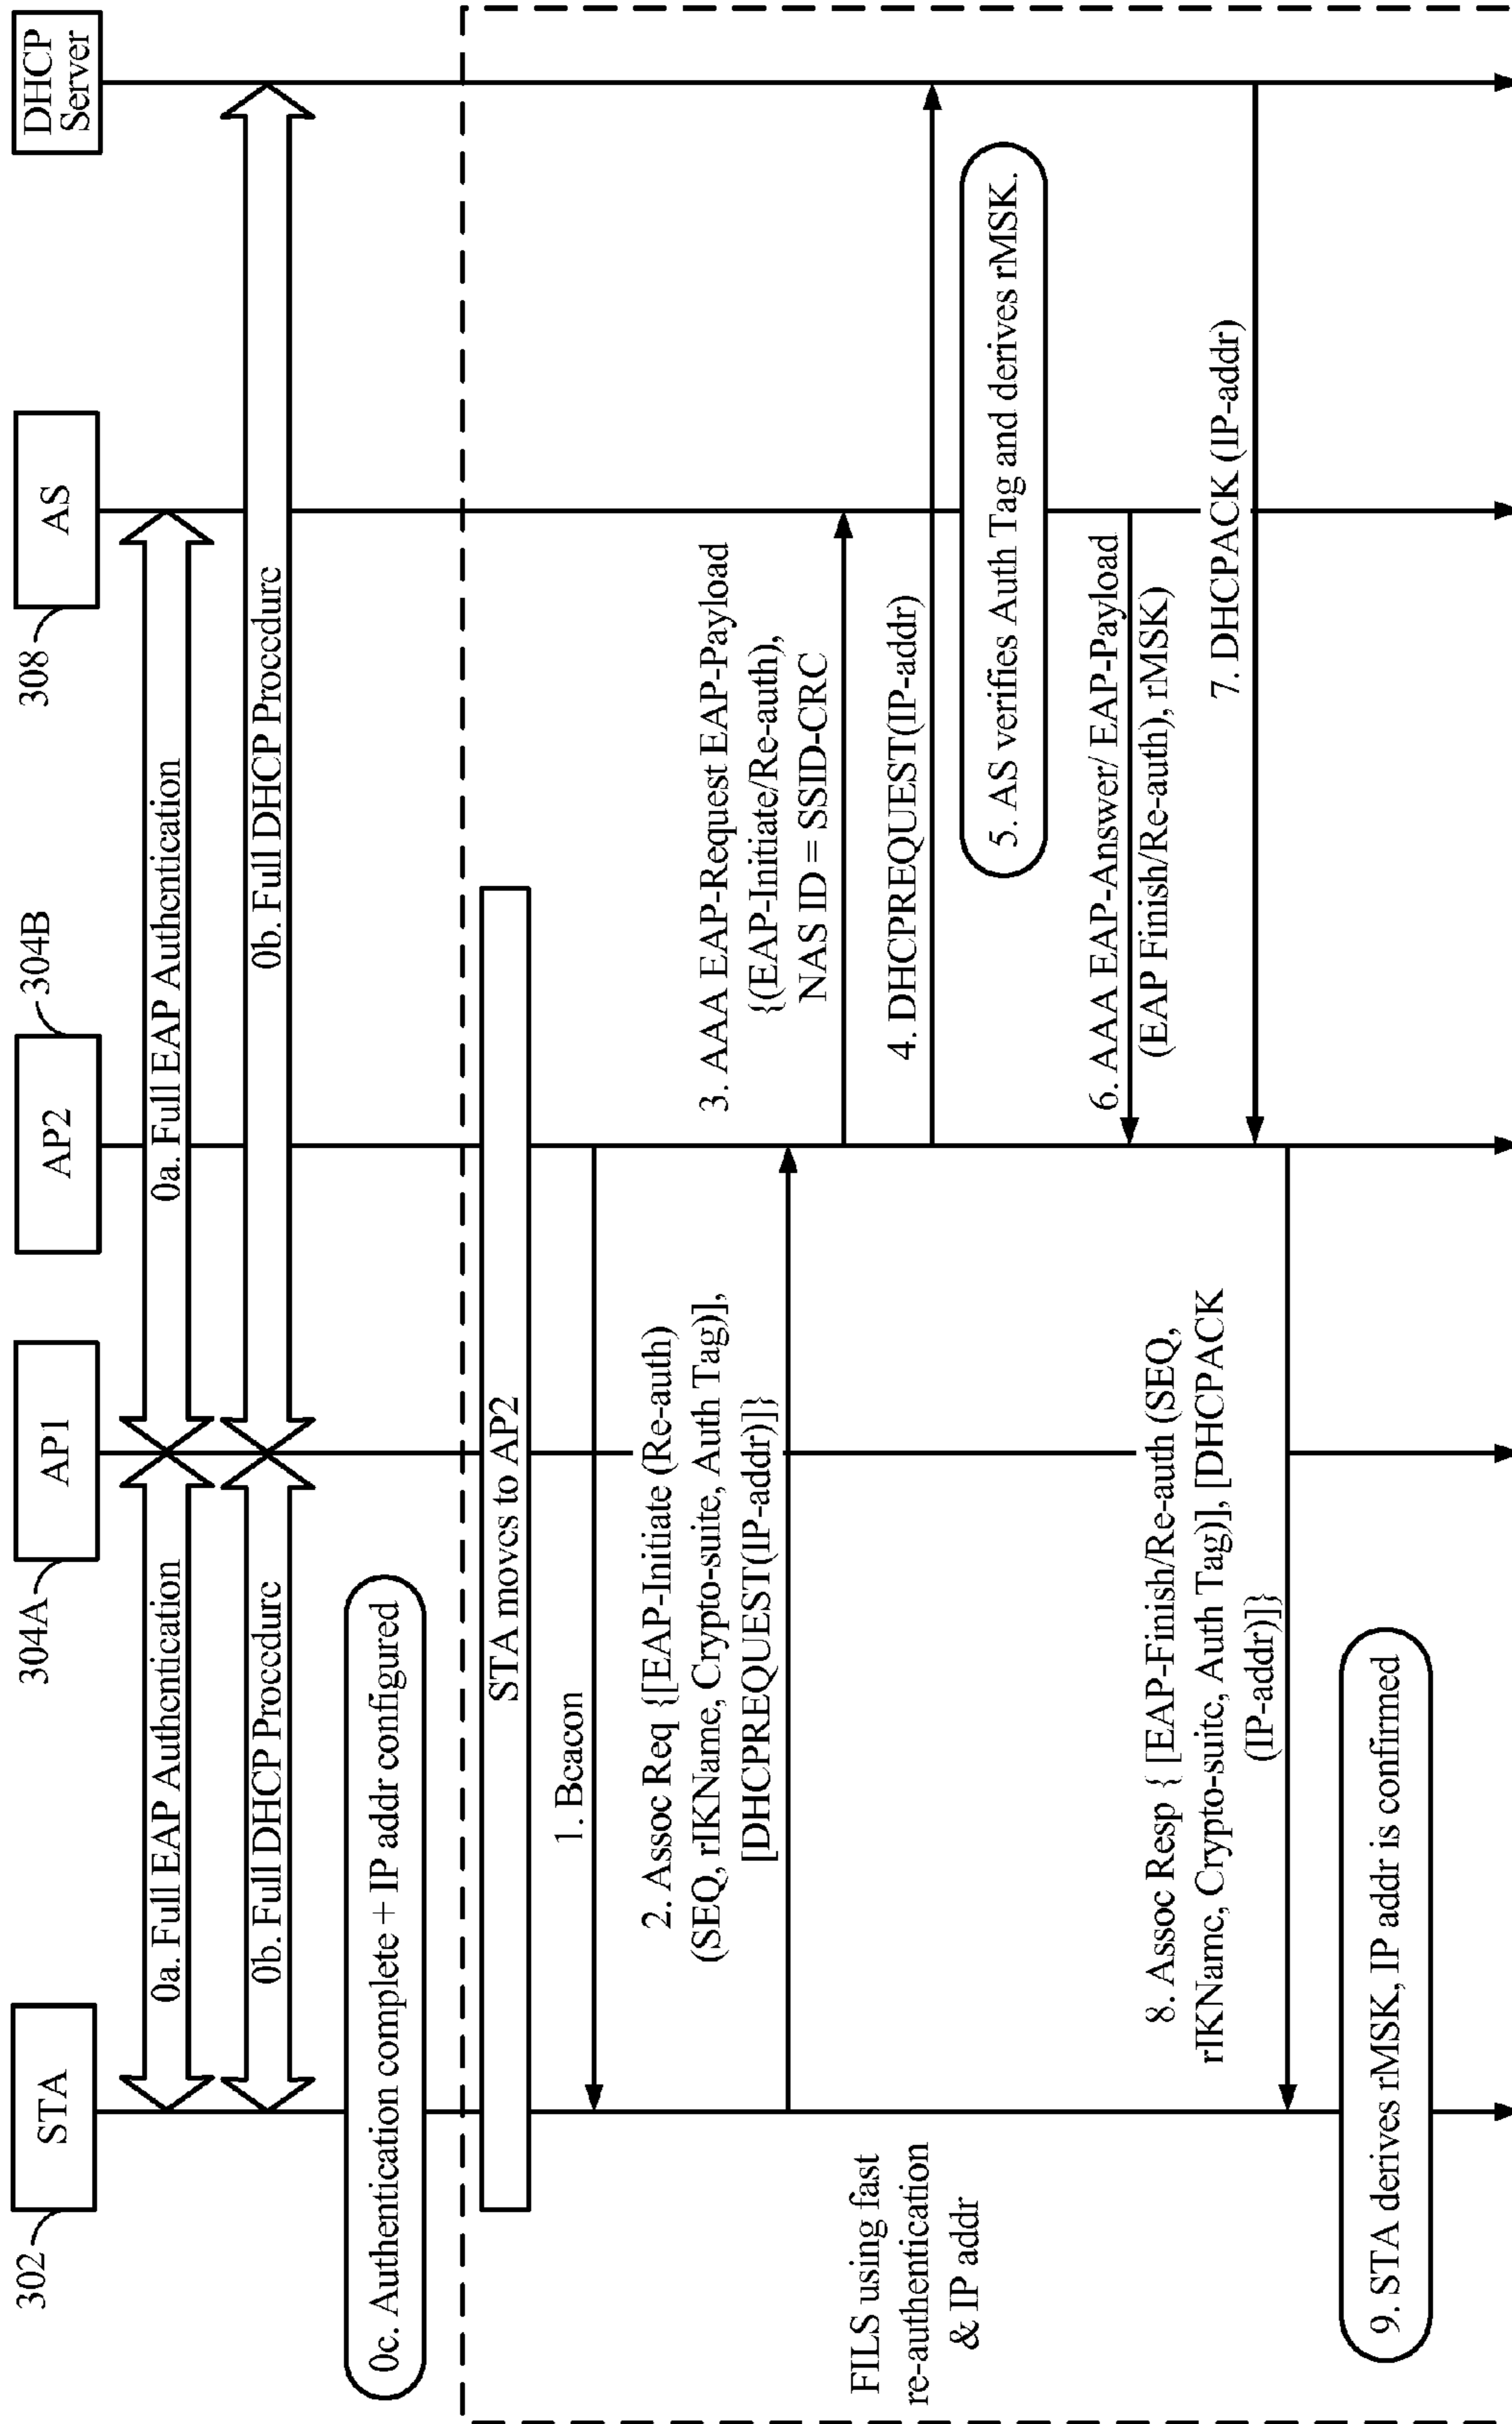 STA
302
AP1
304A
AP2
304B
AS
308
DHCP
Server
0a. Full EAP Authentication
0a. Full EAP Authentication
0b. Full DHCP Procedure
0b. Full DHCP Procedure
0c. Authentication complete + IP addr configured
STA moves to AP2
1. Beacon
2. Assoc Req {[EAP-Initiate (Re-auth)
(SEQ, rIKName, Crypto-suite, Auth Tag)],
[DHCPREQUEST(IP-addr)]}
3. AAA EAP-Request EAP-Payload
{(EAP-Initiate/Re-auth),
NAS ID = SSID-CRC
4. DHCPREQUEST(IP-addr)
FILS using fast
re-authentication
& IP addr
5. AS verifies Auth Tag and derives rMSK.
6. AAA EAP-Answer/ EAP-Payload
(EAP Finish/Re-auth), rMSK)
7. DHCPACK (IP-addr)
8. Assoc Resp { [EAP-Finish/Re-auth (SEQ,
rIKName, Crypto-suite, Auth Tag)], [DHCPACK
(IP-addr)]}
9. STA derives rMSK, IP addr is confirmed